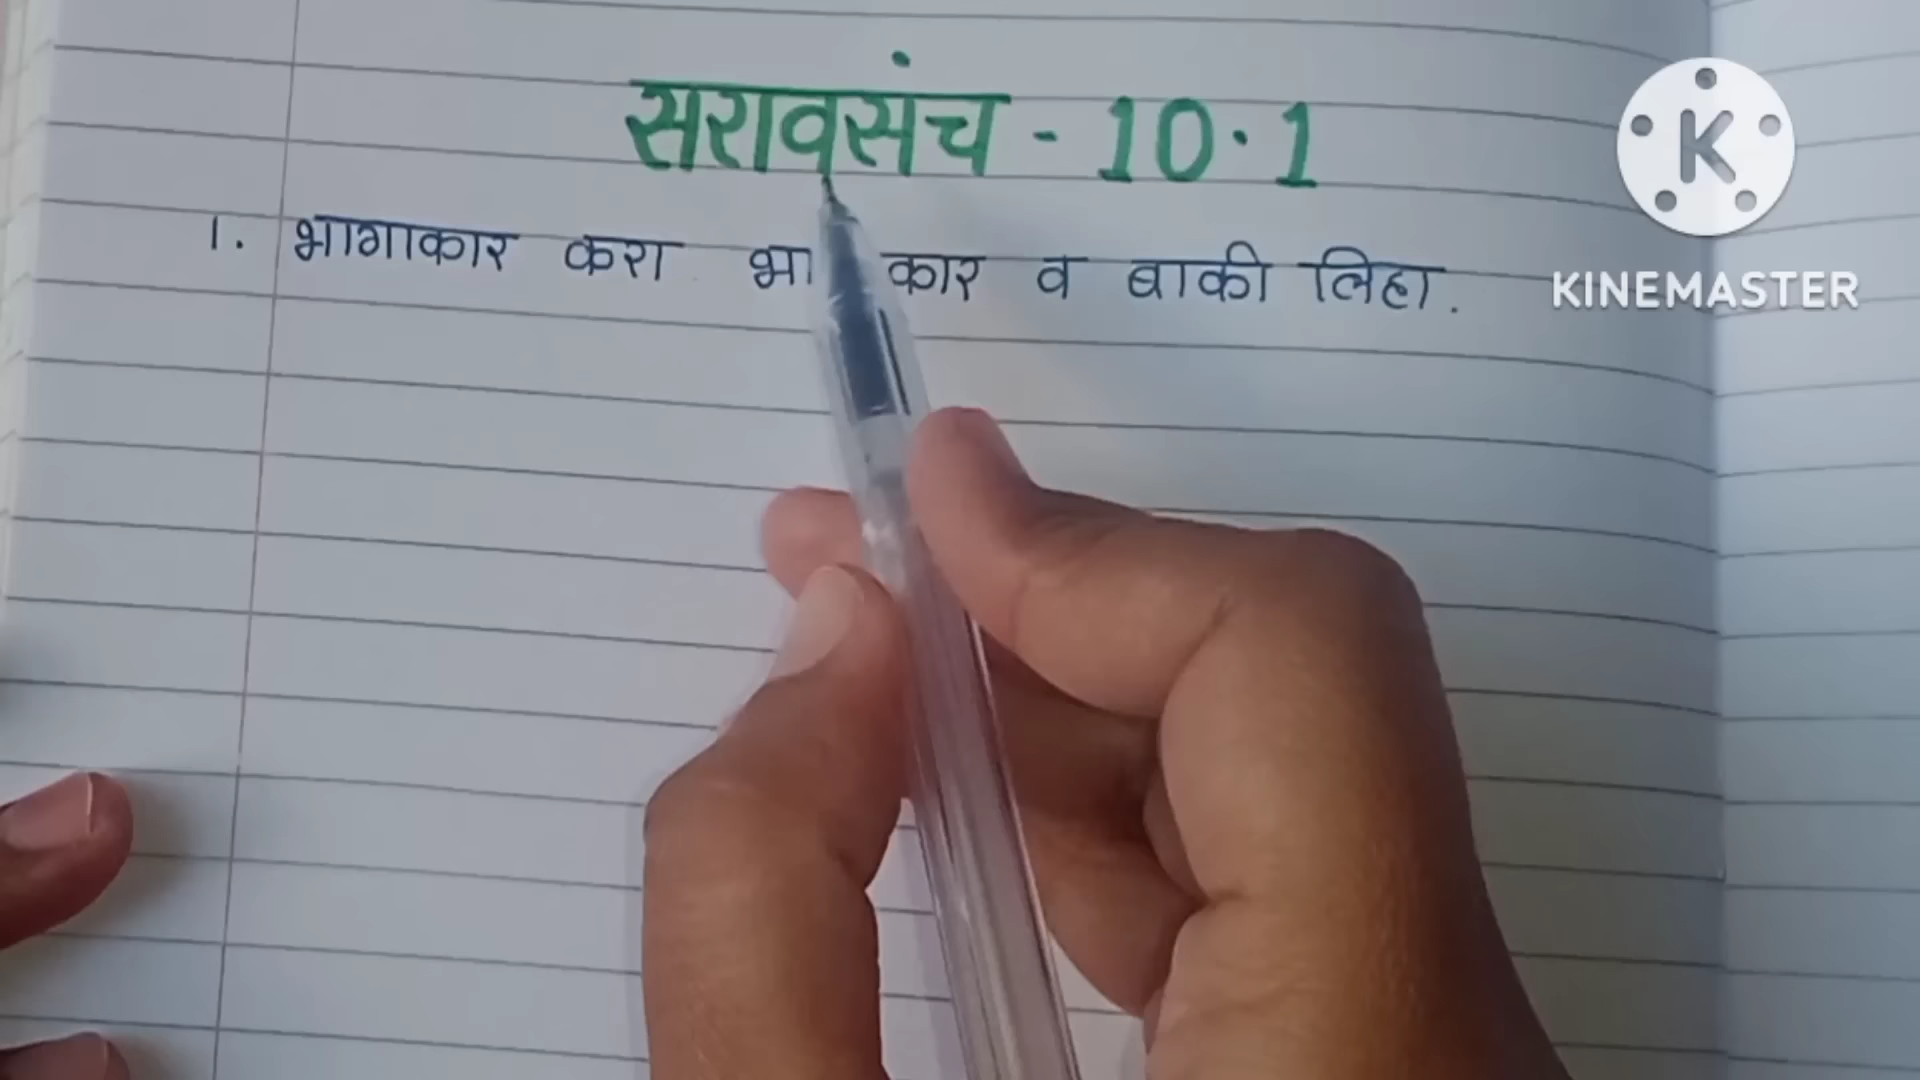 सरावसंच - 10.1
1. भागाकार करा व बाकी लिहा.
KINEMASTER